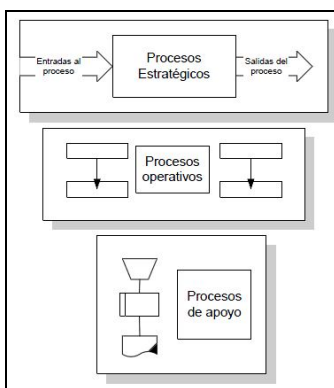 Entradas al
proceso
Procesos
Estratégicos
Salidas del
proceso
Procesos
operativos
Procesos
de apoyo